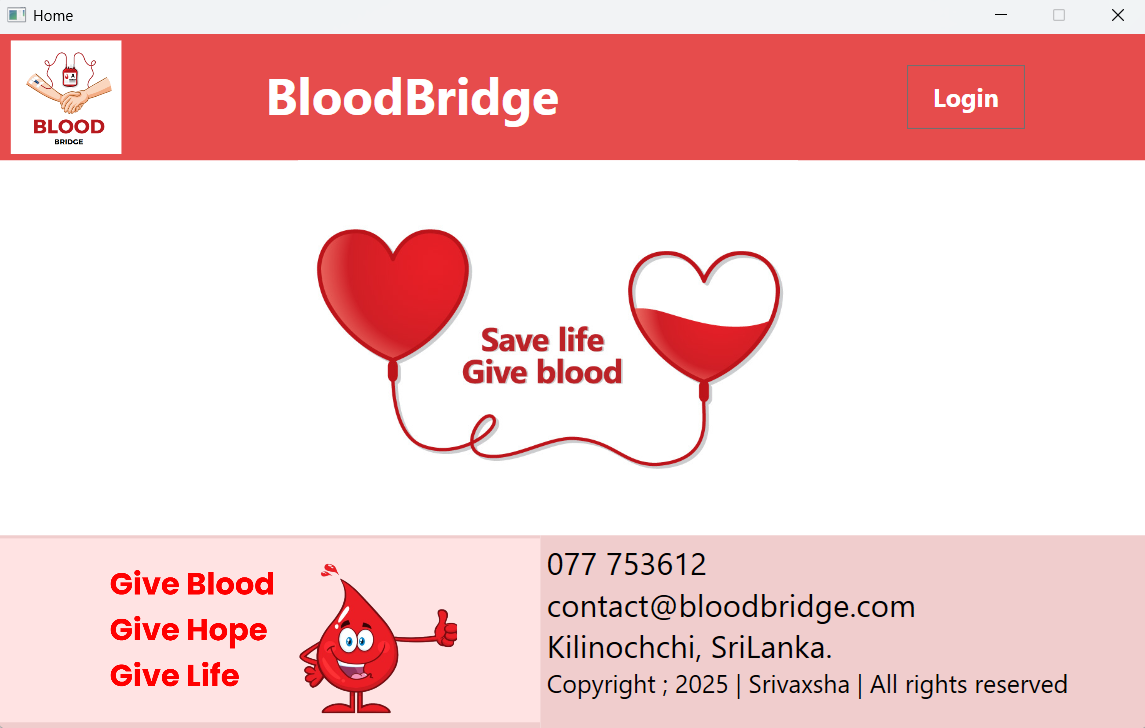 Home
BLOOD
BRIDGE
BloodBridge
Login
Save life
Give blood
Give Blood
Give Hope
Give Life
077 753612
contact@bloodbridge.com
Kilinochchi, SriLanka.
Copyright ; 2025 | Srivaxsha | All rights reserved